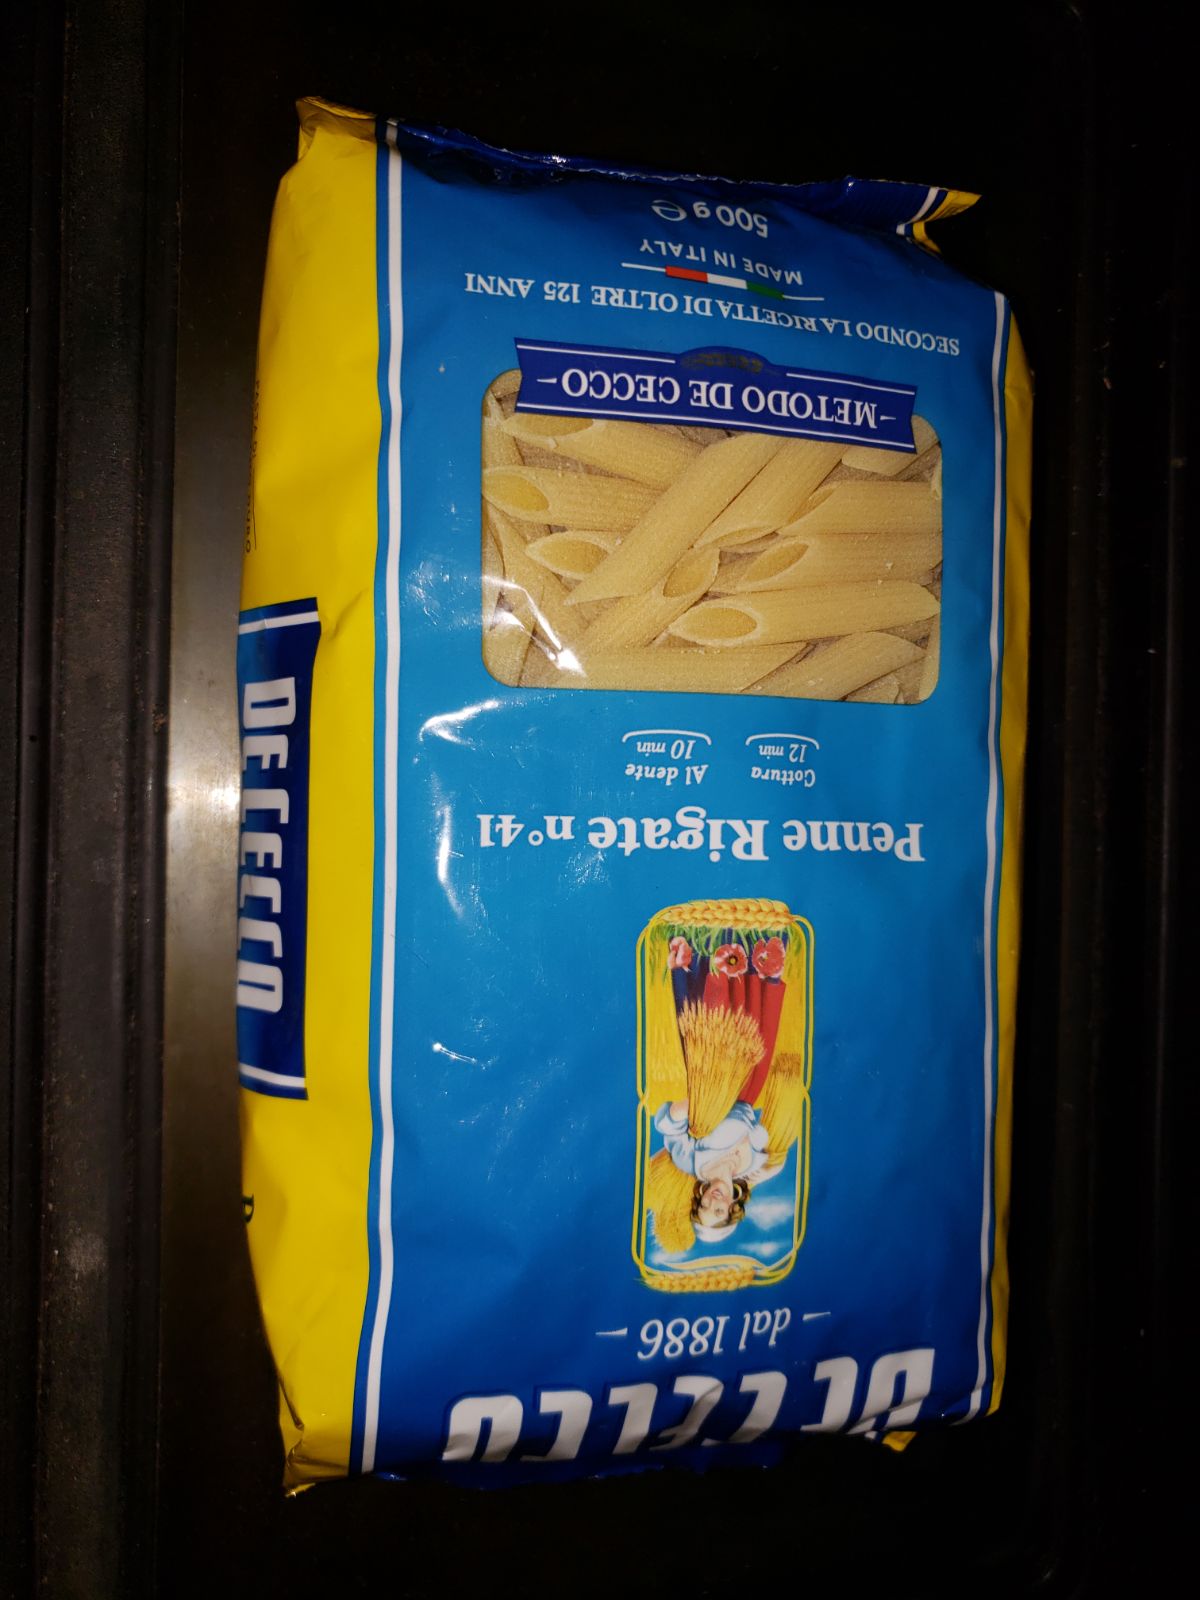 DE CECCO
– dal 1886 –
Penne Rigate n°41
Cottura Al dente
12 min 10 min
– METODO DE CECCO –
SECONDO LA RICETTA DI OLTRE 125 ANNI
MADE IN ITALY
500 g ℮
DE CECCO